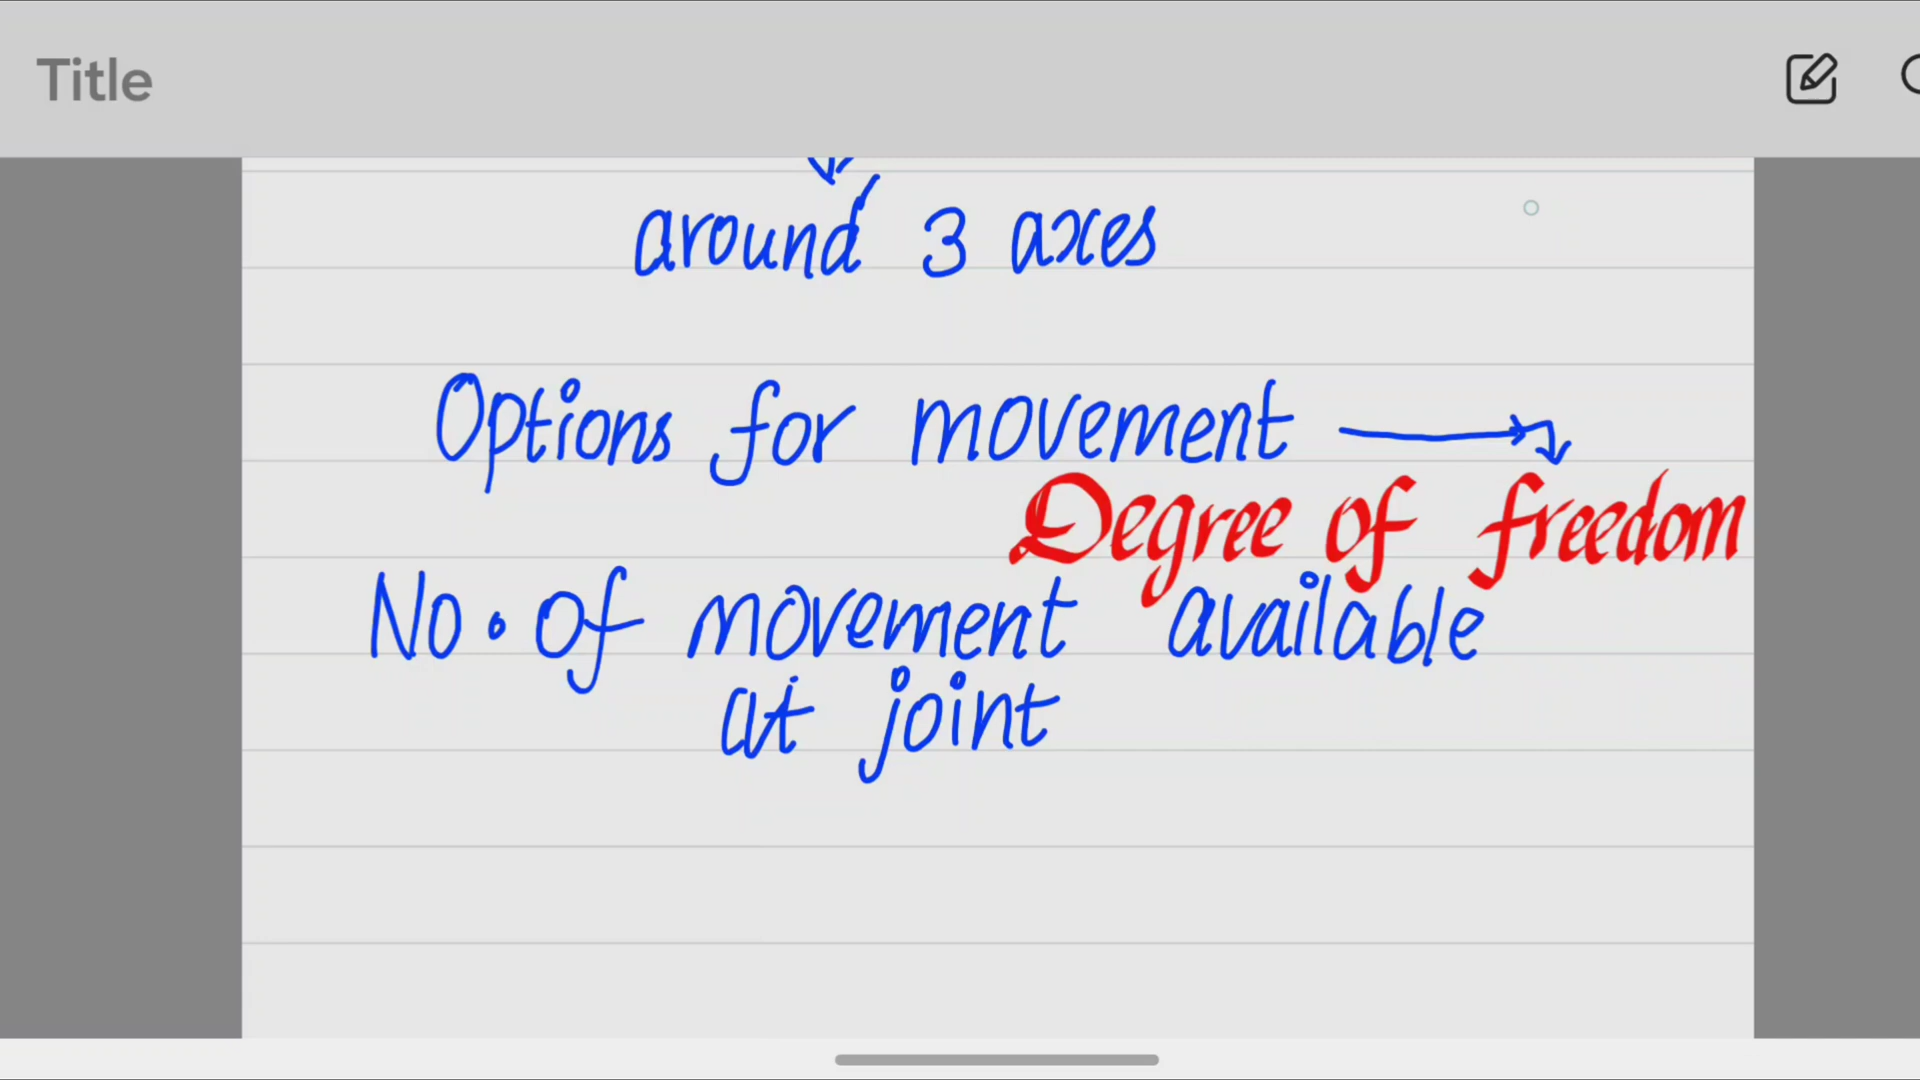 Title
around 3 axes
Options for movement
Degree of freedom
No. of movement available
at joint